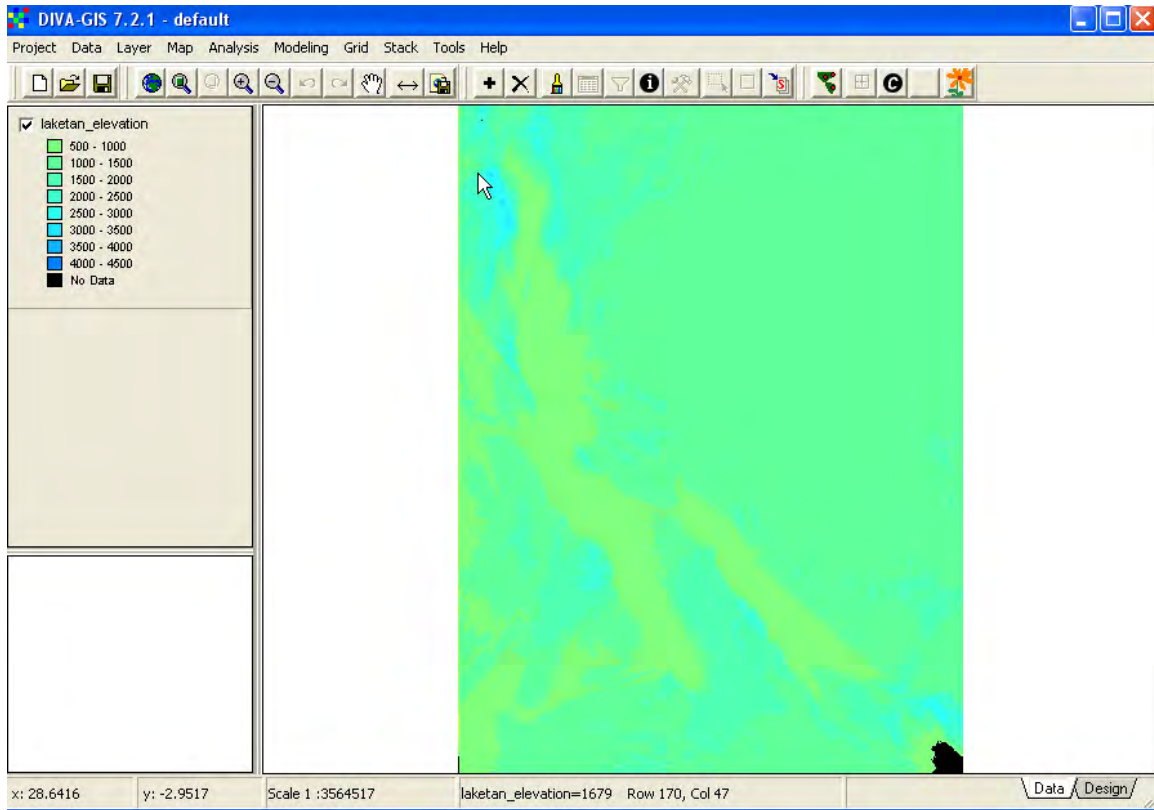 DIVA-GIS 7.2.1 - default
Project Data Layer Map Analysis Modeling Grid Stack Tools Help
laketan_elevation
500 - 1000
1000 - 1500
1500 - 2000
2000 - 2500
2500 - 3000
3000 - 3500
3500 - 4000
4000 - 4500
No Data
x: 28.6416 y: -2.9517 Scale 1 :3564517 laketan_elevation=1679 Row 170, Col 47 Data Design